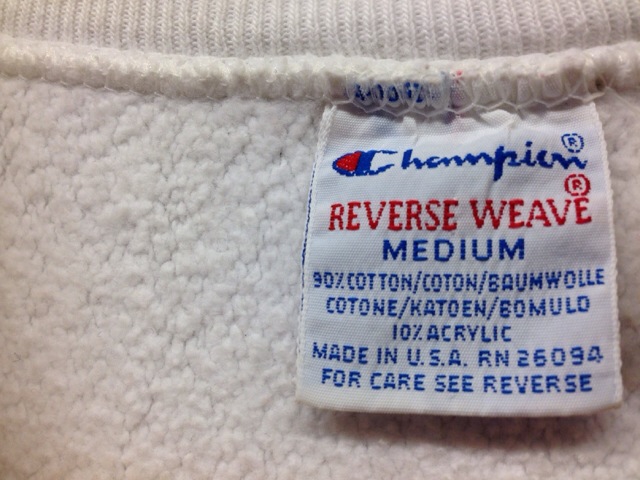 Champion®
®
REVERSE WEAVE
MEDIUM
90% COTTON/COTON/BAUMWOLLE
COTONE/KATOEN/BOMULD
10% ACRYLIC
MADE IN U.S.A. RN 26094
FOR CARE SEE REVERSE